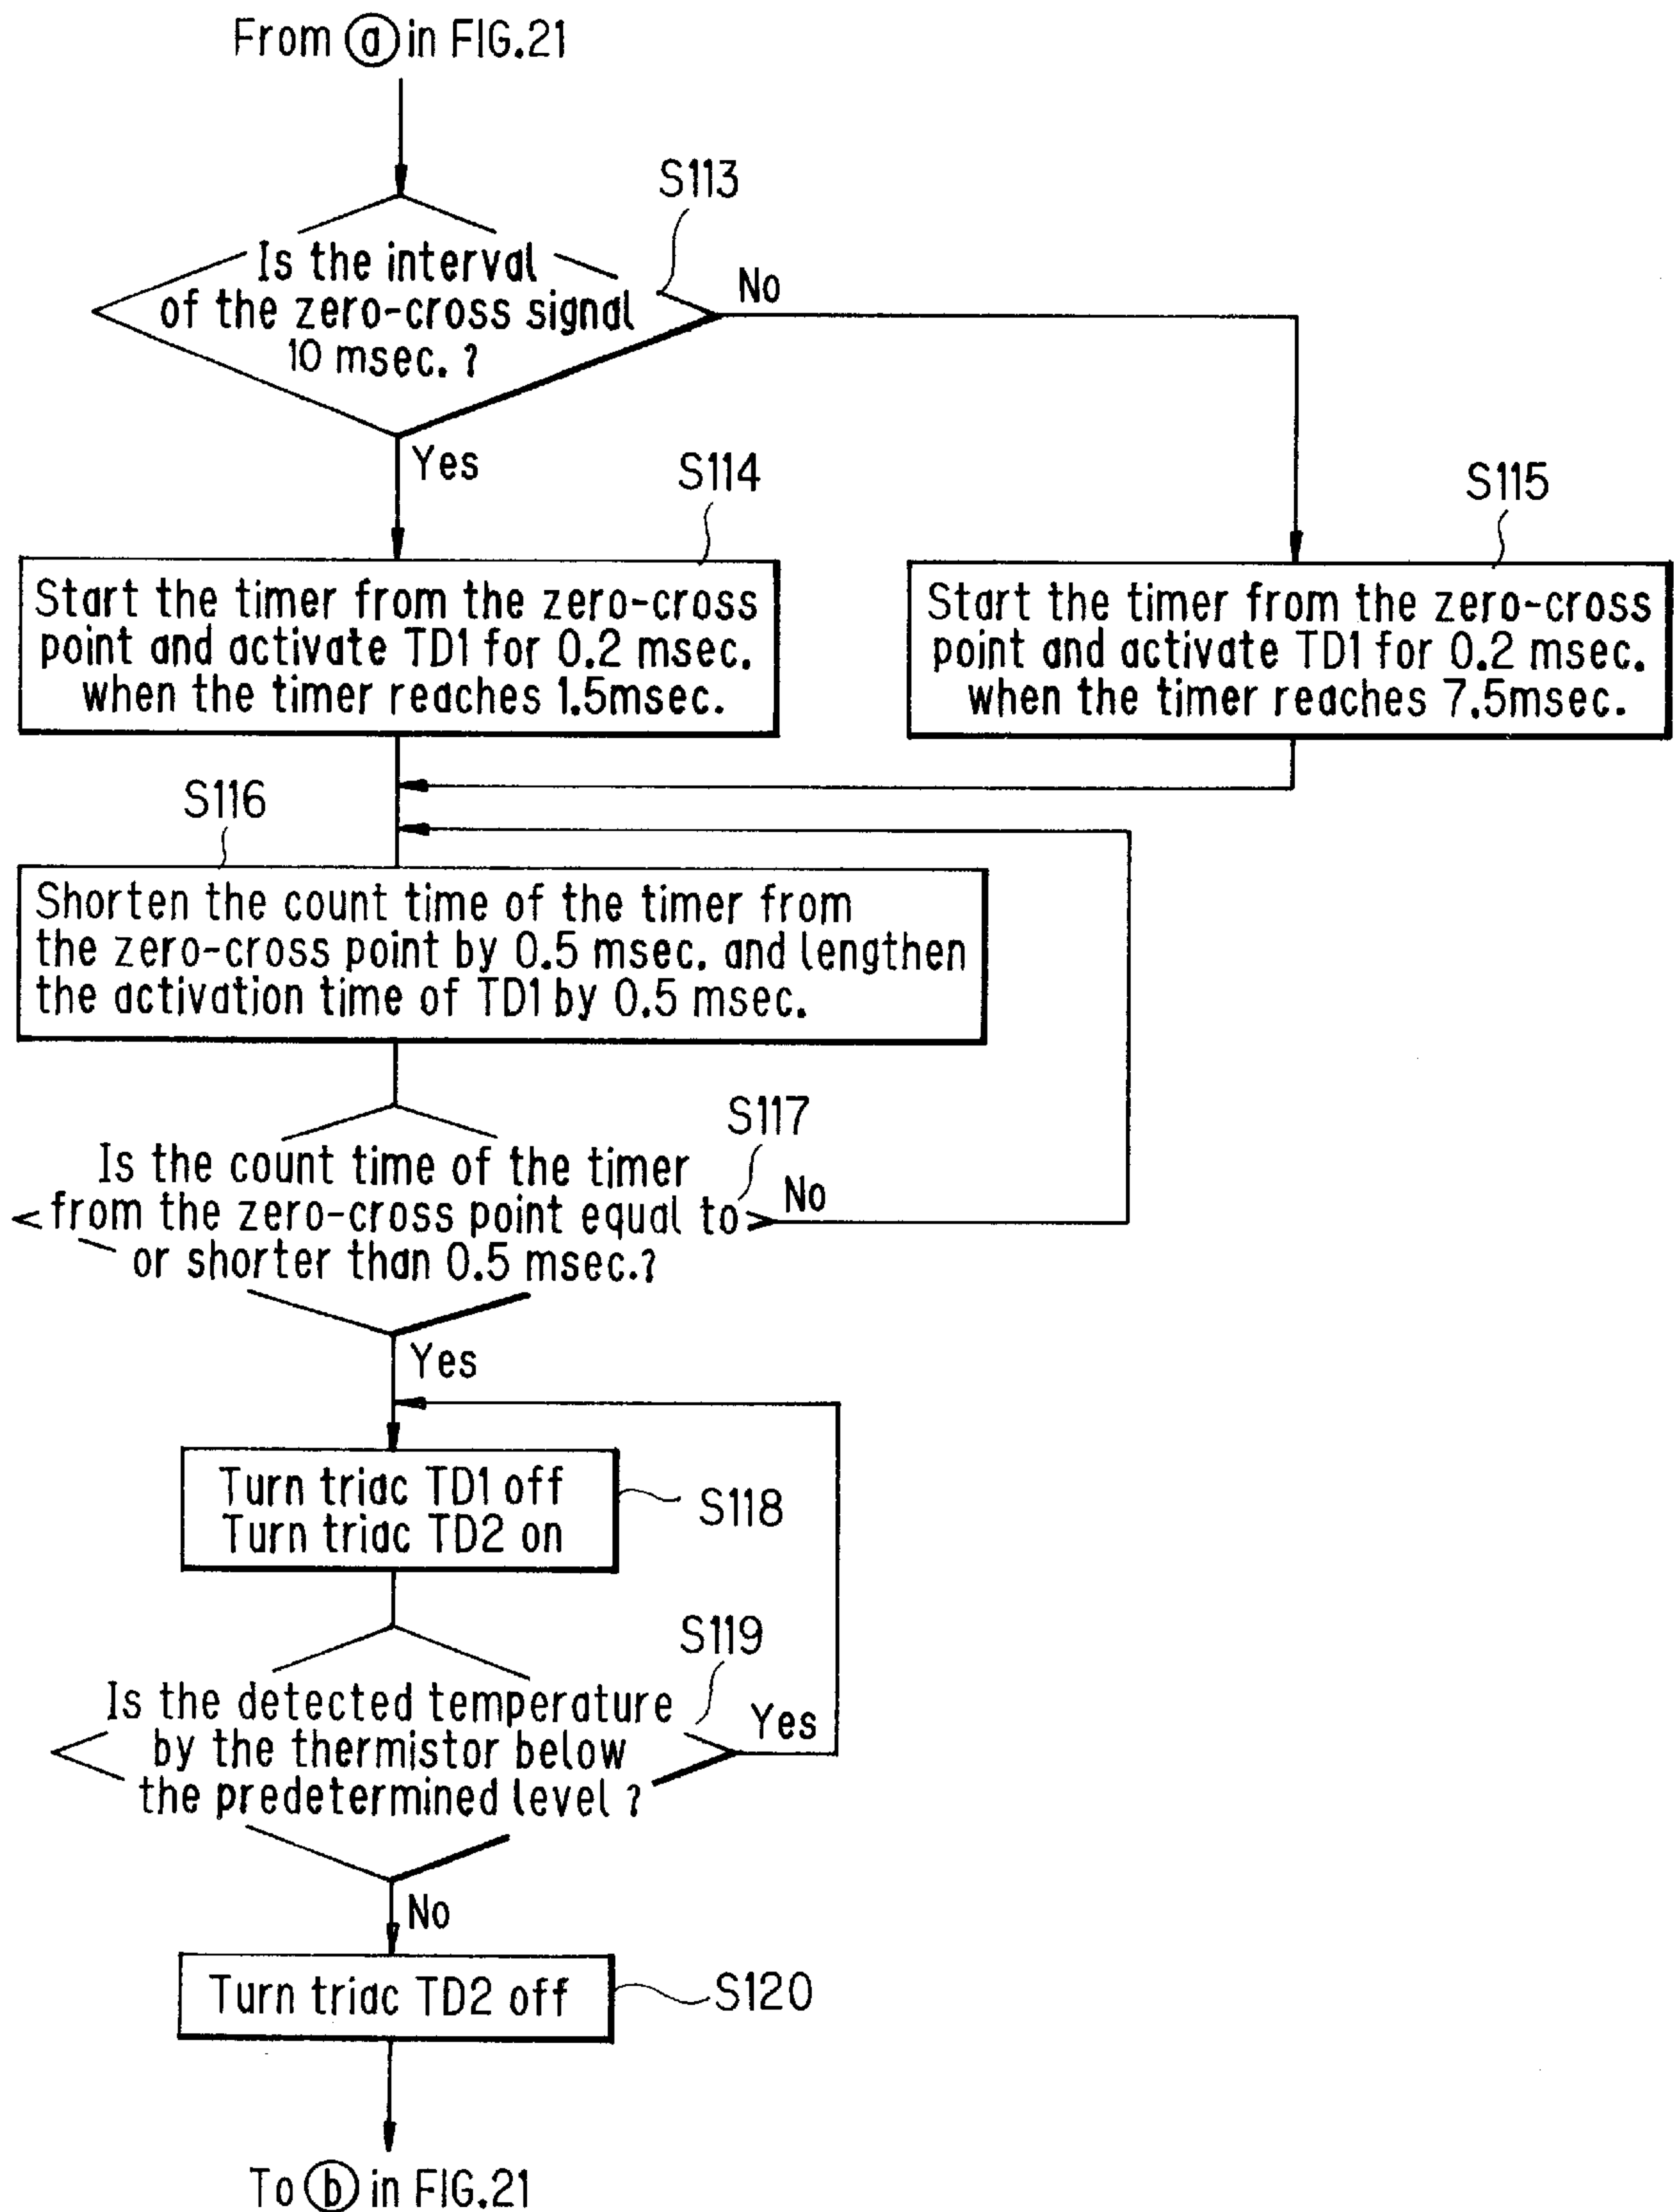 From ⓐ in FIG.21
S113
Is the interval
of the zero-cross signal
10 msec. ?
No
Yes
S114
S115
Start the timer from the zero-cross
point and activate TD1 for 0.2 msec.
when the timer reaches 1.5msec.
Start the timer from the zero-cross
point and activate TD1 for 0.2 msec.
when the timer reaches 7.5msec.
S116
Shorten the count time of the timer from
the zero-cross point by 0.5 msec. and lengthen
the activation time of TD1 by 0.5 msec.
S117
Is the count time of the timer
from the zero-cross point equal to
or shorter than 0.5 msec.?
No
Yes
Turn triac TD1 off
Turn triac TD2 on
S118
S119
Is the detected temperature
by the thermistor below
the predetermined level ?
Yes
No
Turn triac TD2 off
S120
To ⓑ in FIG.21